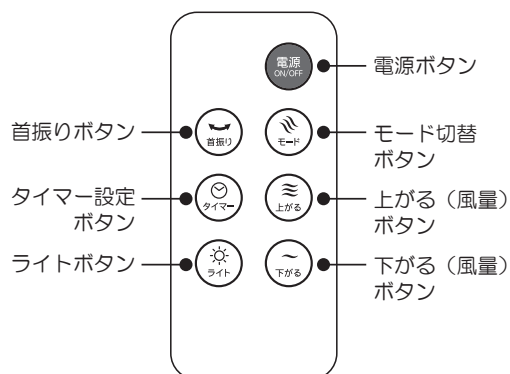 電源
ON/OFF
電源ボタン
首振りボタン
首振り
モード
モード切替
ボタン
タイマー設定
ボタン
タイマー
上がる
上がる（風量）
ボタン
ライトボタン
ライト
下がる
下がる（風量）
ボタン